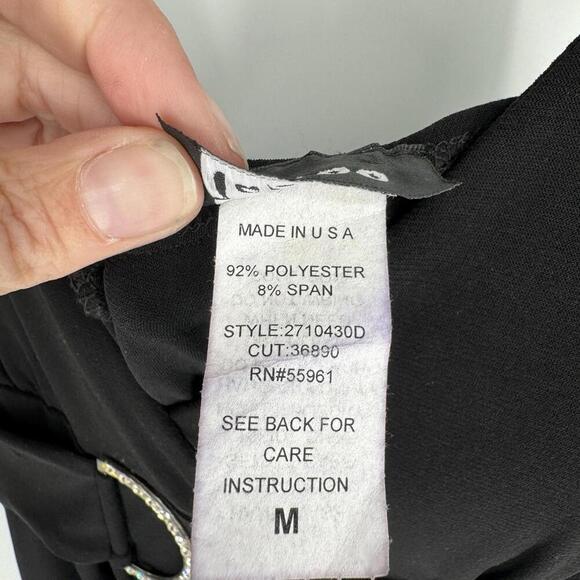 MADE IN U S A
92% POLYESTER
8% SPAN
STYLE:2710430D
CUT:36890
RN#55961
SEE BACK FOR
CARE
INSTRUCTION
M